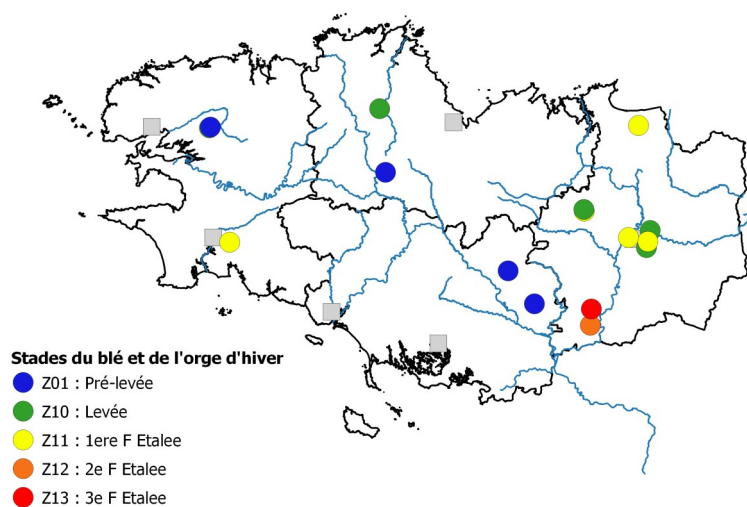 Stades du blé et de l'orge d'hiver
Z01 : Pré-levée
Z10 : Levée
Z11 : 1ere F Etalee
Z12 : 2e F Etalee
Z13 : 3e F Etalee